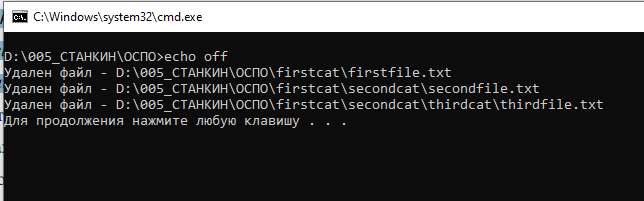 C:\Windows\system32\cmd.exe
D:\005_СТАНКИН\ОСПО>echo off
Удален файл - D:\005_СТАНКИН\ОСПО\firstcat\firstfile.txt
Удален файл - D:\005_СТАНКИН\ОСПО\firstcat\secondcat\secondfile.txt
Удален файл - D:\005_СТАНКИН\ОСПО\firstcat\secondcat\thirdcat\thirdfile.txt
Для продолжения нажмите любую клавишу . . .